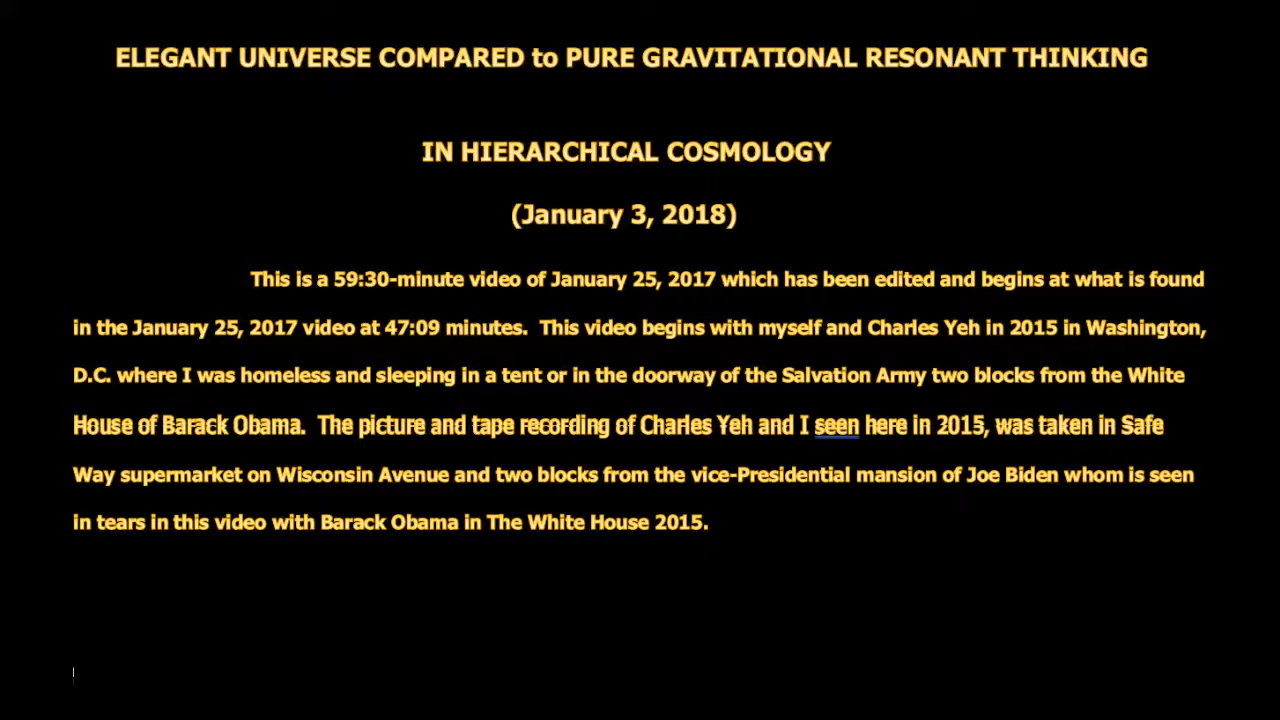 ELEGANT UNIVERSE COMPARED to PURE GRAVITATIONAL RESONANT THINKING
IN HIERARCHICAL COSMOLOGY
(January 3, 2018)
This is a 59:30-minute video of January 25, 2017 which has been edited and begins at what is found
in the January 25, 2017 video at 47:09 minutes.  This video begins with myself and Charles Yeh in 2015 in Washington,
D.C. where I was homeless and sleeping in a tent or in the doorway of the Salvation Army two blocks from the White
House of Barack Obama.  The picture and tape recording of Charles Yeh and I seen here in 2015, was taken in Safe
Way supermarket on Wisconsin Avenue and two blocks from the vice-Presidential mansion of Joe Biden whom is seen
in tears in this video with Barack Obama in The White House 2015.